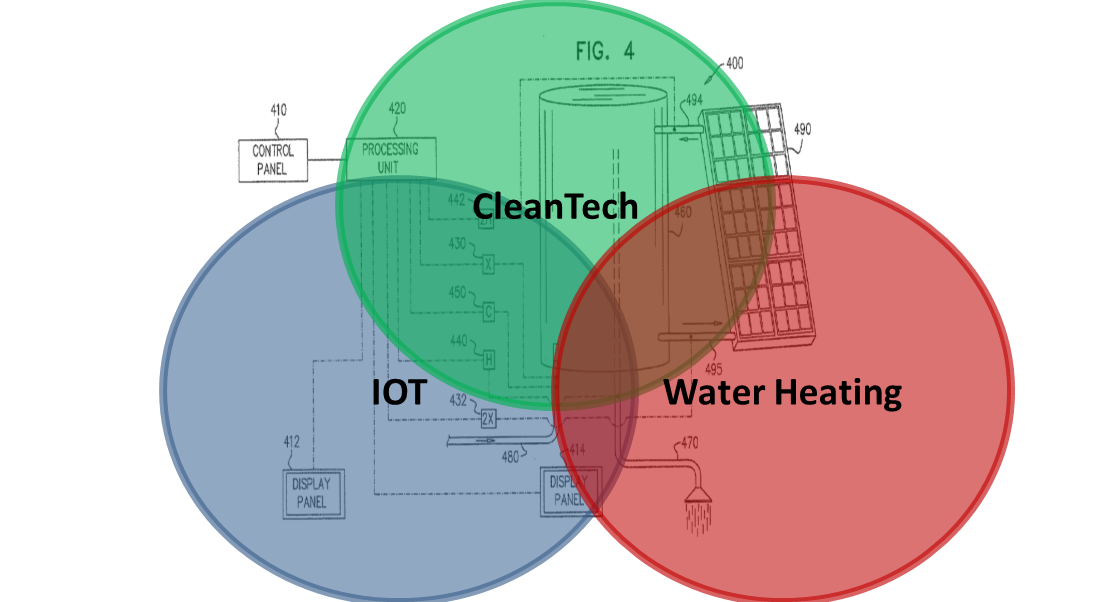 FIG. 4
400
494
410
420
490
CONTROL
PANEL
PROCESSING
UNIT
442
CleanTech
460
430
X
450
C
440
H
495
IOT
Water Heating
432
2X
412
480
414
470
DISPLAY
PANEL
DISPLAY
PANEL